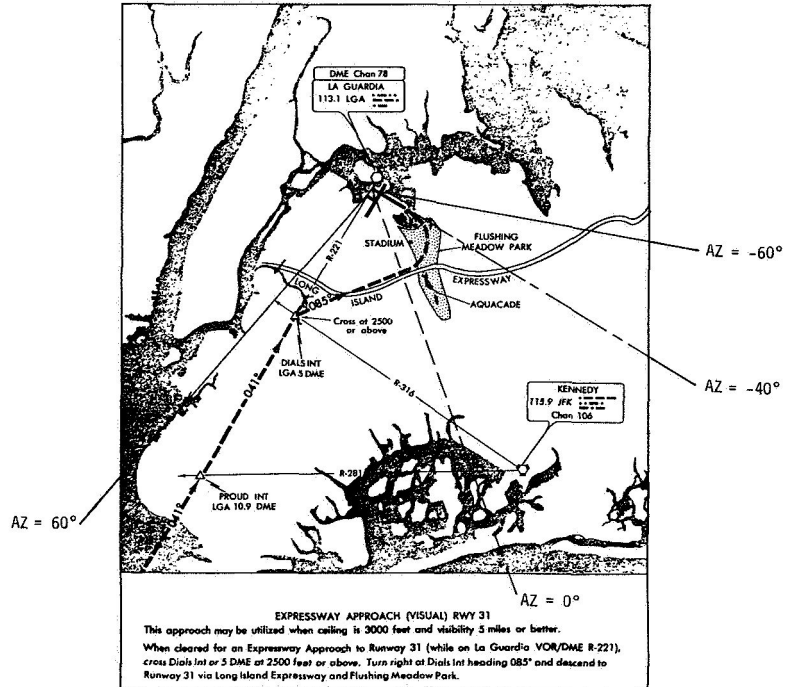 DME Chan 78
LA GUARDIA
113.1 LGA
R-221
STADIUM
FLUSHING
MEADOW PARK
AZ = -60°
LONG
ISLAND
EXPRESSWAY
085°
AQUACADE
Cross at 2500
or above
DIALS INT
LGA 5 DME
041°
R-316
KENNEDY
115.9 JFK
Chan 106
AZ = -40°
R-281
PROUD INT
LGA 10.9 DME
041°
AZ = 60°
AZ = 0°
EXPRESSWAY APPROACH (VISUAL) RWY 31
This approach may be utilized when ceiling is 3000 feet and visibility 5 miles or better.
When cleared for an Expressway Approach to Runway 31 (while on La Guardia VOR/DME R-221),
cross Dials Int or 5 DME at 2500 feet or above. Turn right at Dials Int heading 085° and descend to
Runway 31 via Long Island Expressway and Flushing Meadow Park.